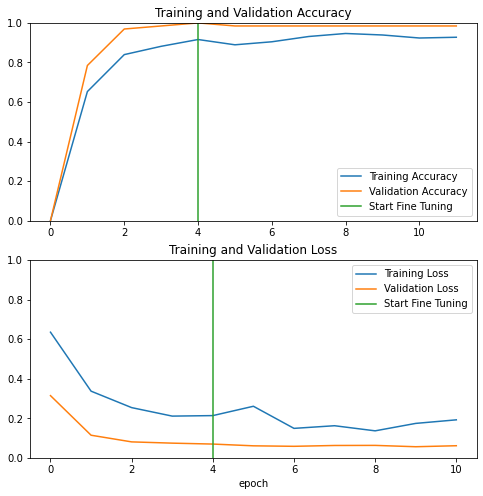 Training and Validation Accuracy
1.0
0.8
0.6
0.4
0.2
0.0
Training Accuracy
Validation Accuracy
Start Fine Tuning
0 2 4 6 8 10
Training and Validation Loss
1.0
0.8
0.6
0.4
0.2
0.0
Training Loss
Validation Loss
Start Fine Tuning
0 2 4 6 8 10
epoch